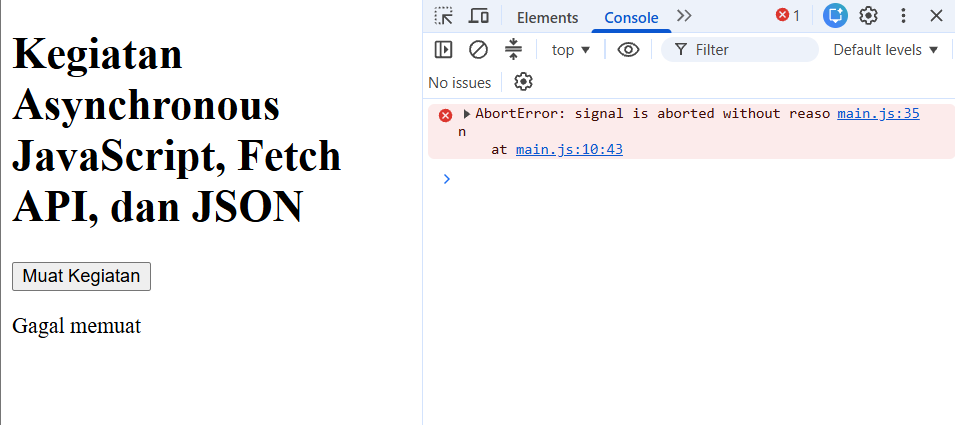 Kegiatan
Asynchronous
JavaScript, Fetch
API, dan JSON
Muat Kegiatan
Gagal memuat
Elements
Console
1
top
Filter
Default levels
No issues
AbortError: signal is aborted without reaso main.js:35
n
at main.js:10:43